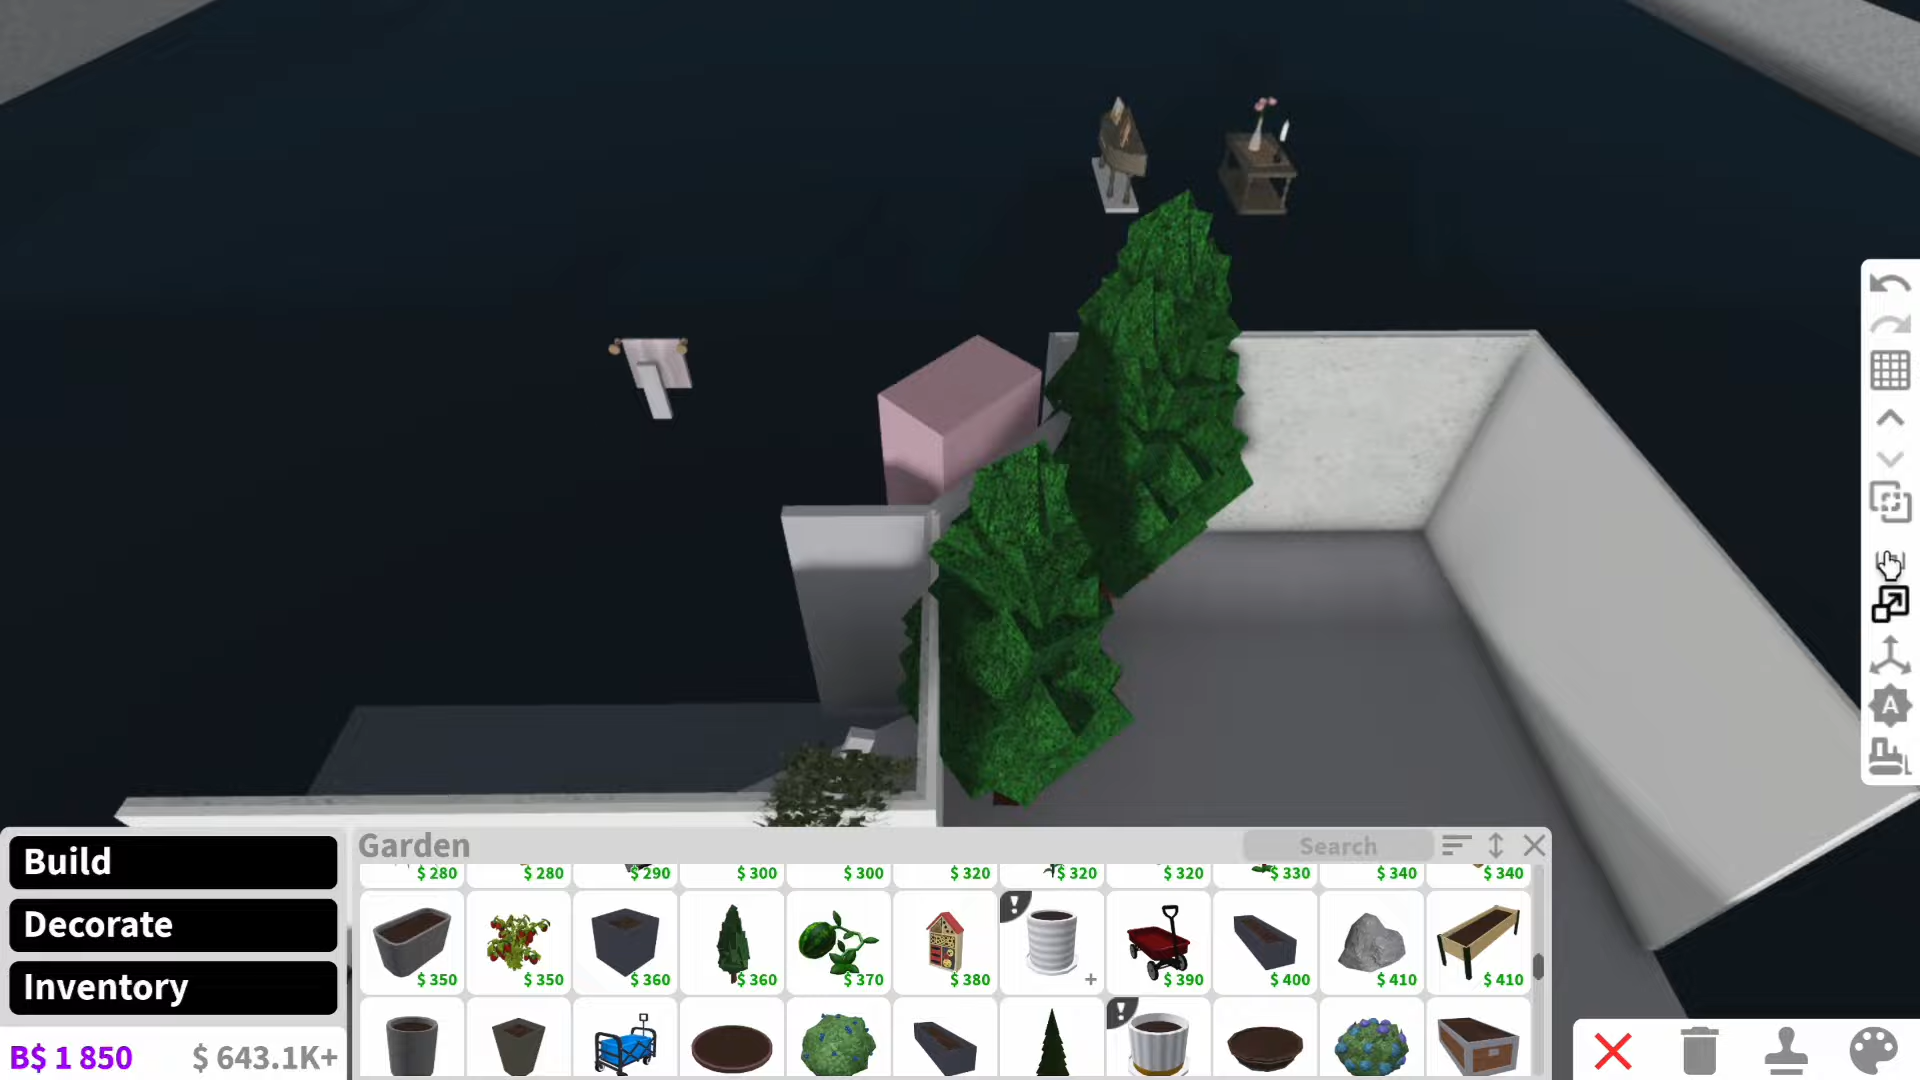 Build
Decorate
Inventory
B$ 1 850
$ 643.1K+
Garden
Search
$ 280 $ 280 $ 290 $ 300 $ 300 $ 320 $ 320 $ 320 $ 330 $ 340 $ 340
$ 350 $ 350 $ 360 $ 360 $ 370 $ 380 + $ 390 $ 400 $ 410 $ 410
A